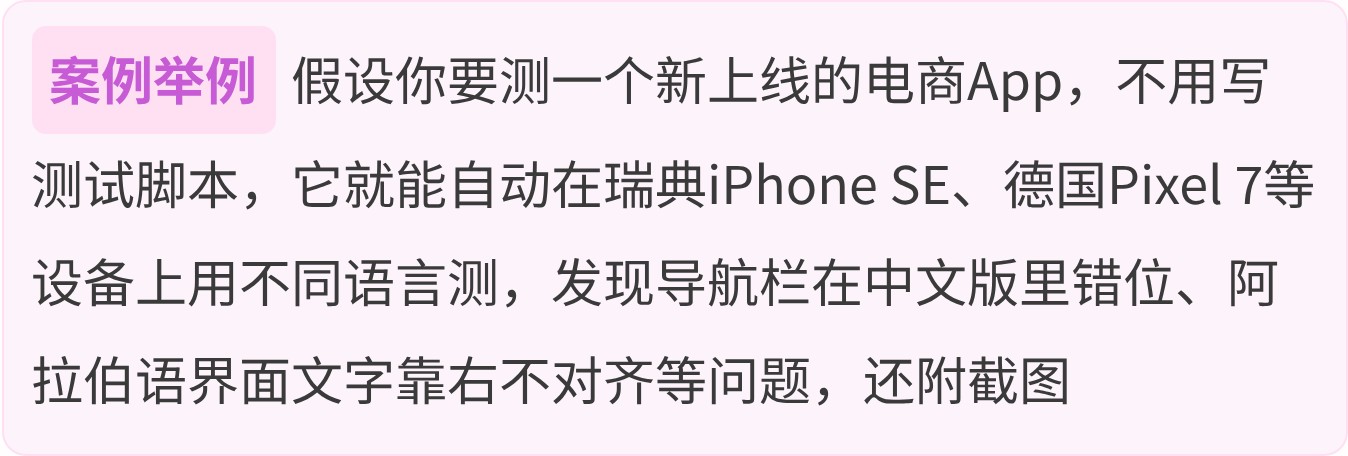 案例举例 假设你要测一个新上线的电商App，不用写
测试脚本，它就能自动在瑞典iPhone SE、德国Pixel 7等
设备上用不同语言测，发现导航栏在中文版里错位、阿
拉伯语界面文字靠右不对齐等问题，还附截图